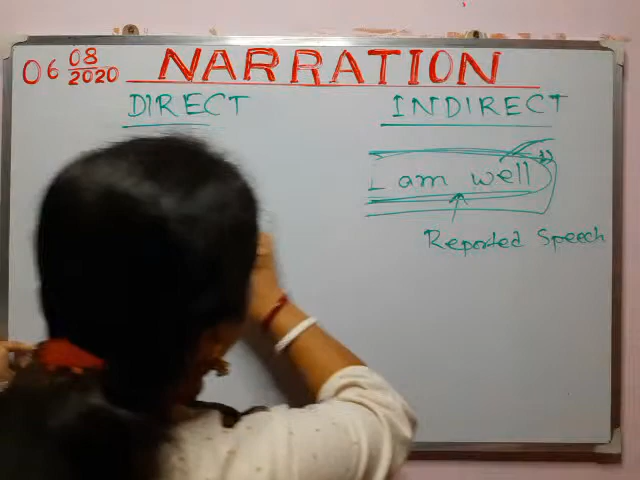 06 08/2020 NARRATION
DIRECT INDIRECT
I am well"
Reported Speech